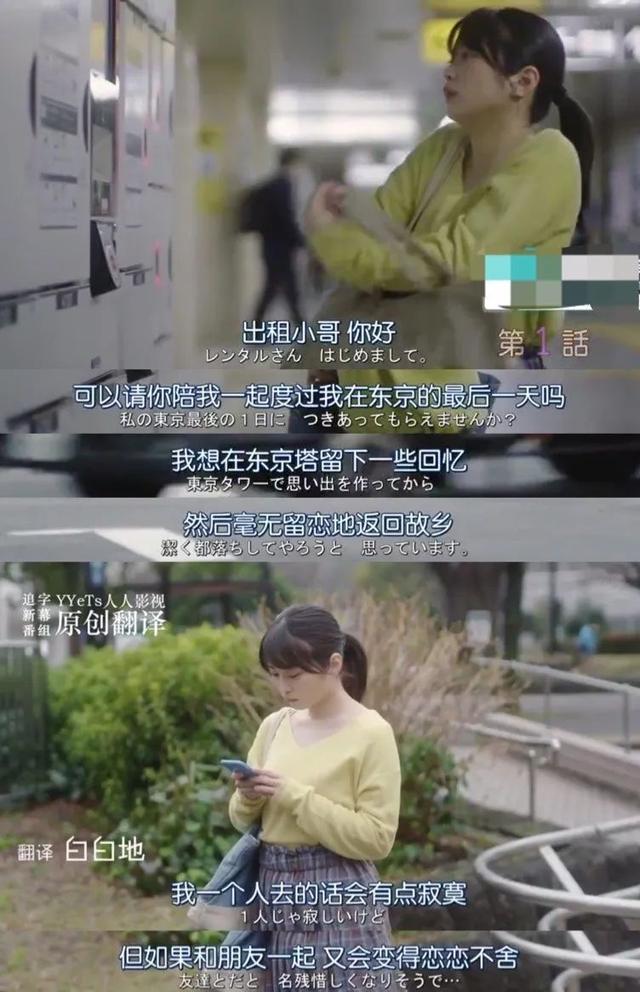 出租小哥 你好
レンタルさん はじめまして。
第1話
可以请你陪我一起度过我在东京的最后一天吗
私の東京最後の1日に つきあってもらえませんか?
我想在东京塔留下一些回忆
東京タワーで思い出を作ってから
然后毫无留恋地返回故乡
潔く都落ちしてやろうと 思っています。
追新番字幕组
YYeTs人人影视
原创翻译
翻译 白白地
我一个人去的话会有点寂寞
1人じゃ寂しいけど
但如果和朋友一起 又会变得恋恋不舍
友達とだと 名残惜しくなりそうで…